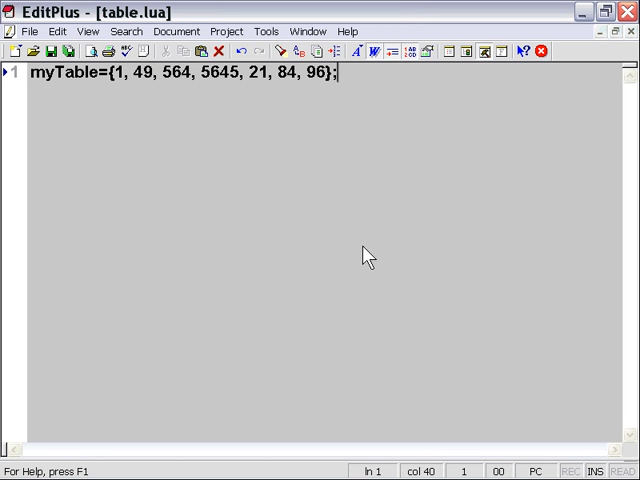 EditPlus - [table.lua]
File Edit View Search Document Project Tools Window Help
1 myTable={1, 49, 564, 5645, 21, 84, 96};
For Help, press F1 ln 1 col 40 1 00 PC REC INS READ